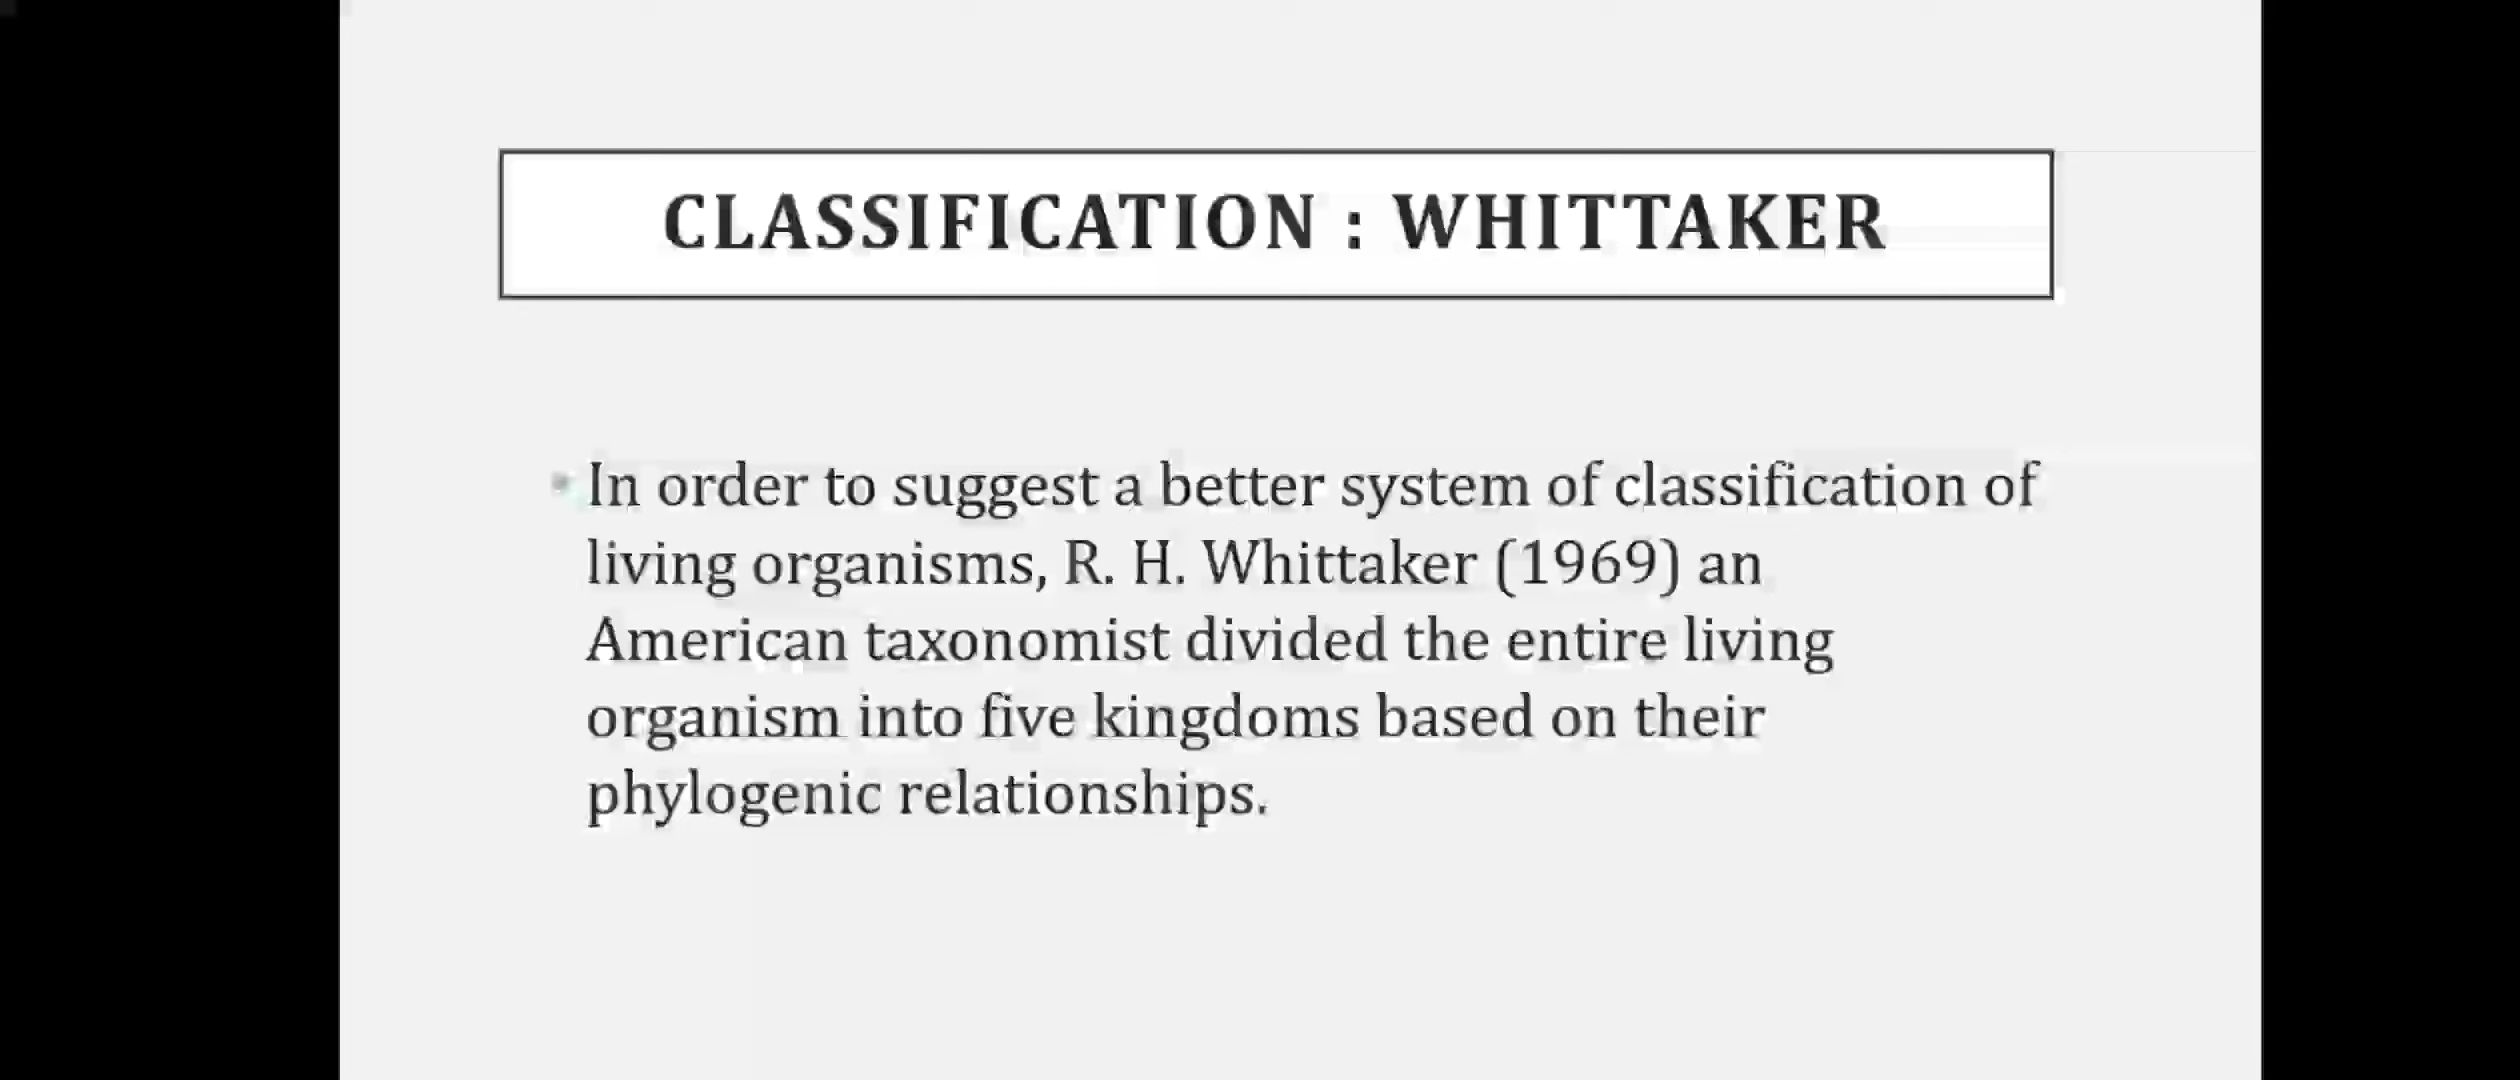 CLASSIFICATION : WHITTAKER
• In order to suggest a better system of classification of
living organisms, R. H. Whittaker (1969) an
American taxonomist divided the entire living
organism into five kingdoms based on their
phylogenic relationships.